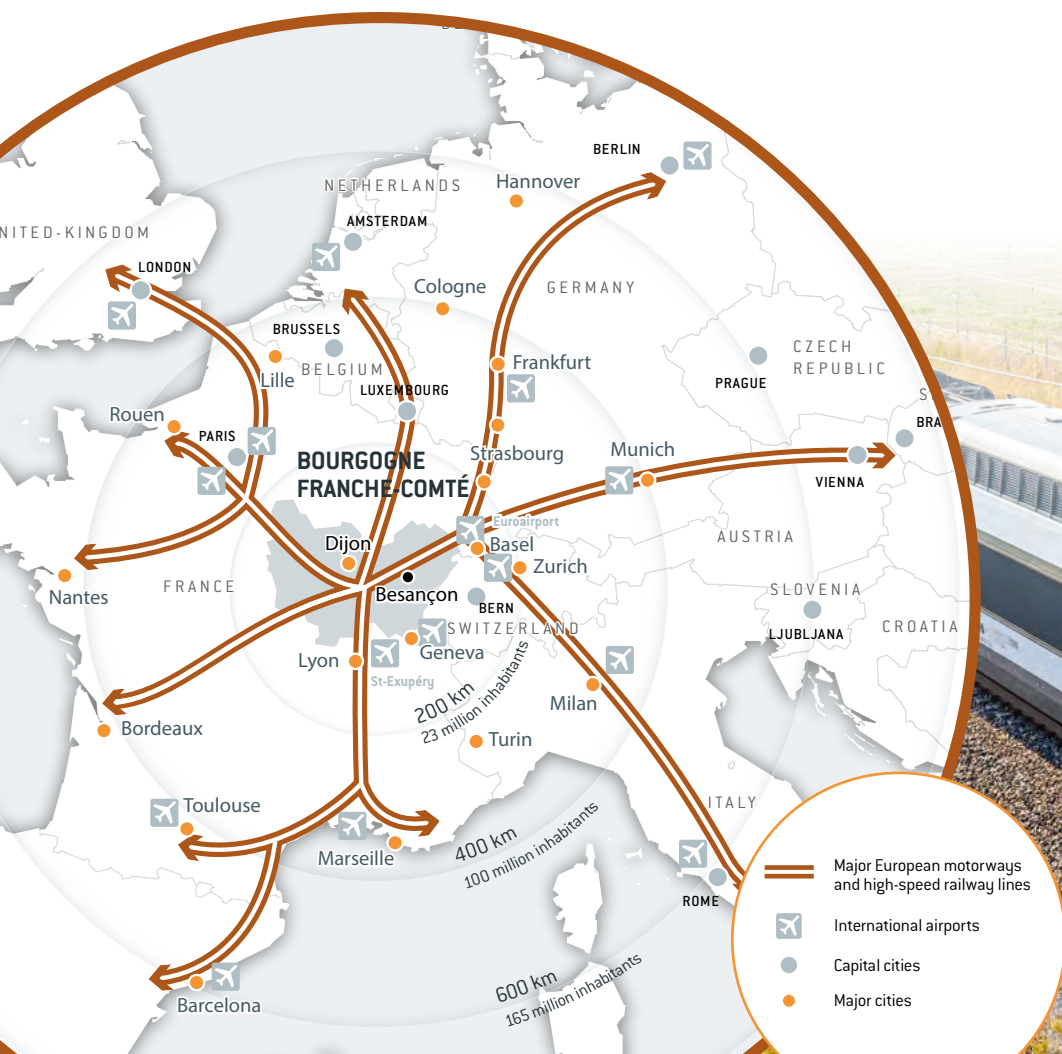 BERLIN
NETHERLANDS
Hannover
AMSTERDAM
NITED-KINGDOM
LONDON
Cologne
GERMANY
BRUSSELS
BELGIUM
Lille
LUXEMBOURG
Frankfurt
CZECH
REPUBLIC
PRAGUE
S
BRA
Rouen
PARIS
BOURGOGNE
FRANCHE-COMTÉ
Strasbourg
Munich
VIENNA
Euroairport
Basel
Zurich
AUSTRIA
Dijon
Besançon
BERN
SWITZERLAND
FRANCE
Nantes
SLOVENIA
LJUBLJANA
CROATIA
Lyon
Geneva
St-Exupéry
200 km
23 million inhabitants
Milan
Bordeaux
Turin
ITALY
Toulouse
Marseille
400 km
100 million inhabitants
ROME
Barcelona
600 km
165 million inhabitants
Major European motorways
and high-speed railway lines
International airports
Capital cities
Major cities